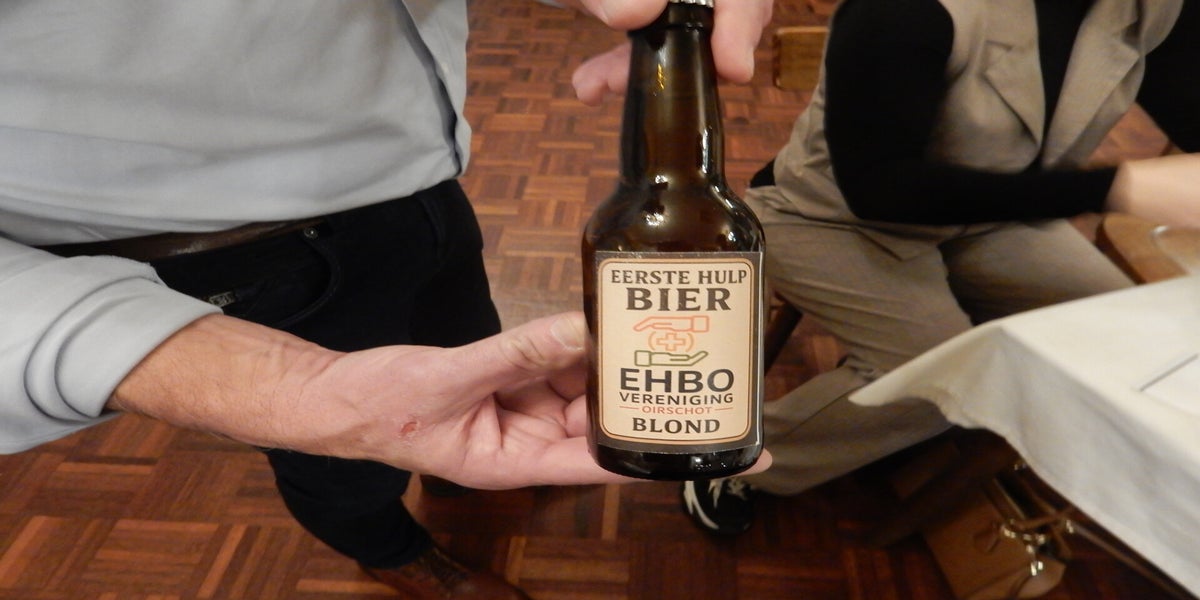 EERSTE HULP
BIER
EHBO
VERENIGING
OIRSCHOT
BLOND